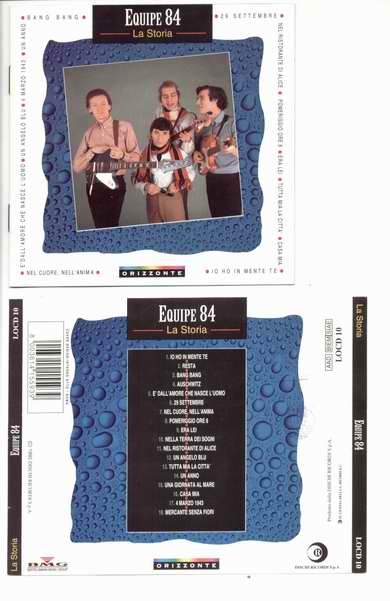 EQUIPE 84
La Storia
BANG BANG
29 SETTEMBRE
NEL RISTORANTE DI ALICE
POMERIGGIO ORE 6
ERA LEI
TUTTA MIA LA CITTA'
CASA MIA
IO HO IN MENTE TE
ORIZZONTE
NEL CUORE, NELL'ANIMA
E' DALL'AMORE CHE NASCE L'UOMO
UN ANGELO BLU
4 MARZO 1943
UN ANNO
EQUIPE 84
La Storia
1. IO HO IN MENTE TE
2. RESTA
3. BANG BANG
4. AUSCHWITZ
5. E' DALL'AMORE CHE NASCE L'UOMO
6. 29 SETTEMBRE
7. NEL CUORE, NELL'ANIMA
8. POMERIGGIO ORE 6
9. ERA LEI
10. NELLA TERRA DEI SOGNI
11. NEL RISTORANTE DI ALICE
12. UN ANGELO BLU
13. TUTTA MIA LA CITTA'
14. UN ANNO
15. UNA GIORNATA AL MARE
16. CASA MIA
17. 4 MARZO 1943
18. MERCANTE SENZA FIORI
ORIZZONTE
LOCD 10
EQUIPE 84
La Storia
BMG
La Storia
EQUIPE 84
LOCD 10
LOCD 10
AAD
SIAE
R
DISCHI RICORDI S.p.A.